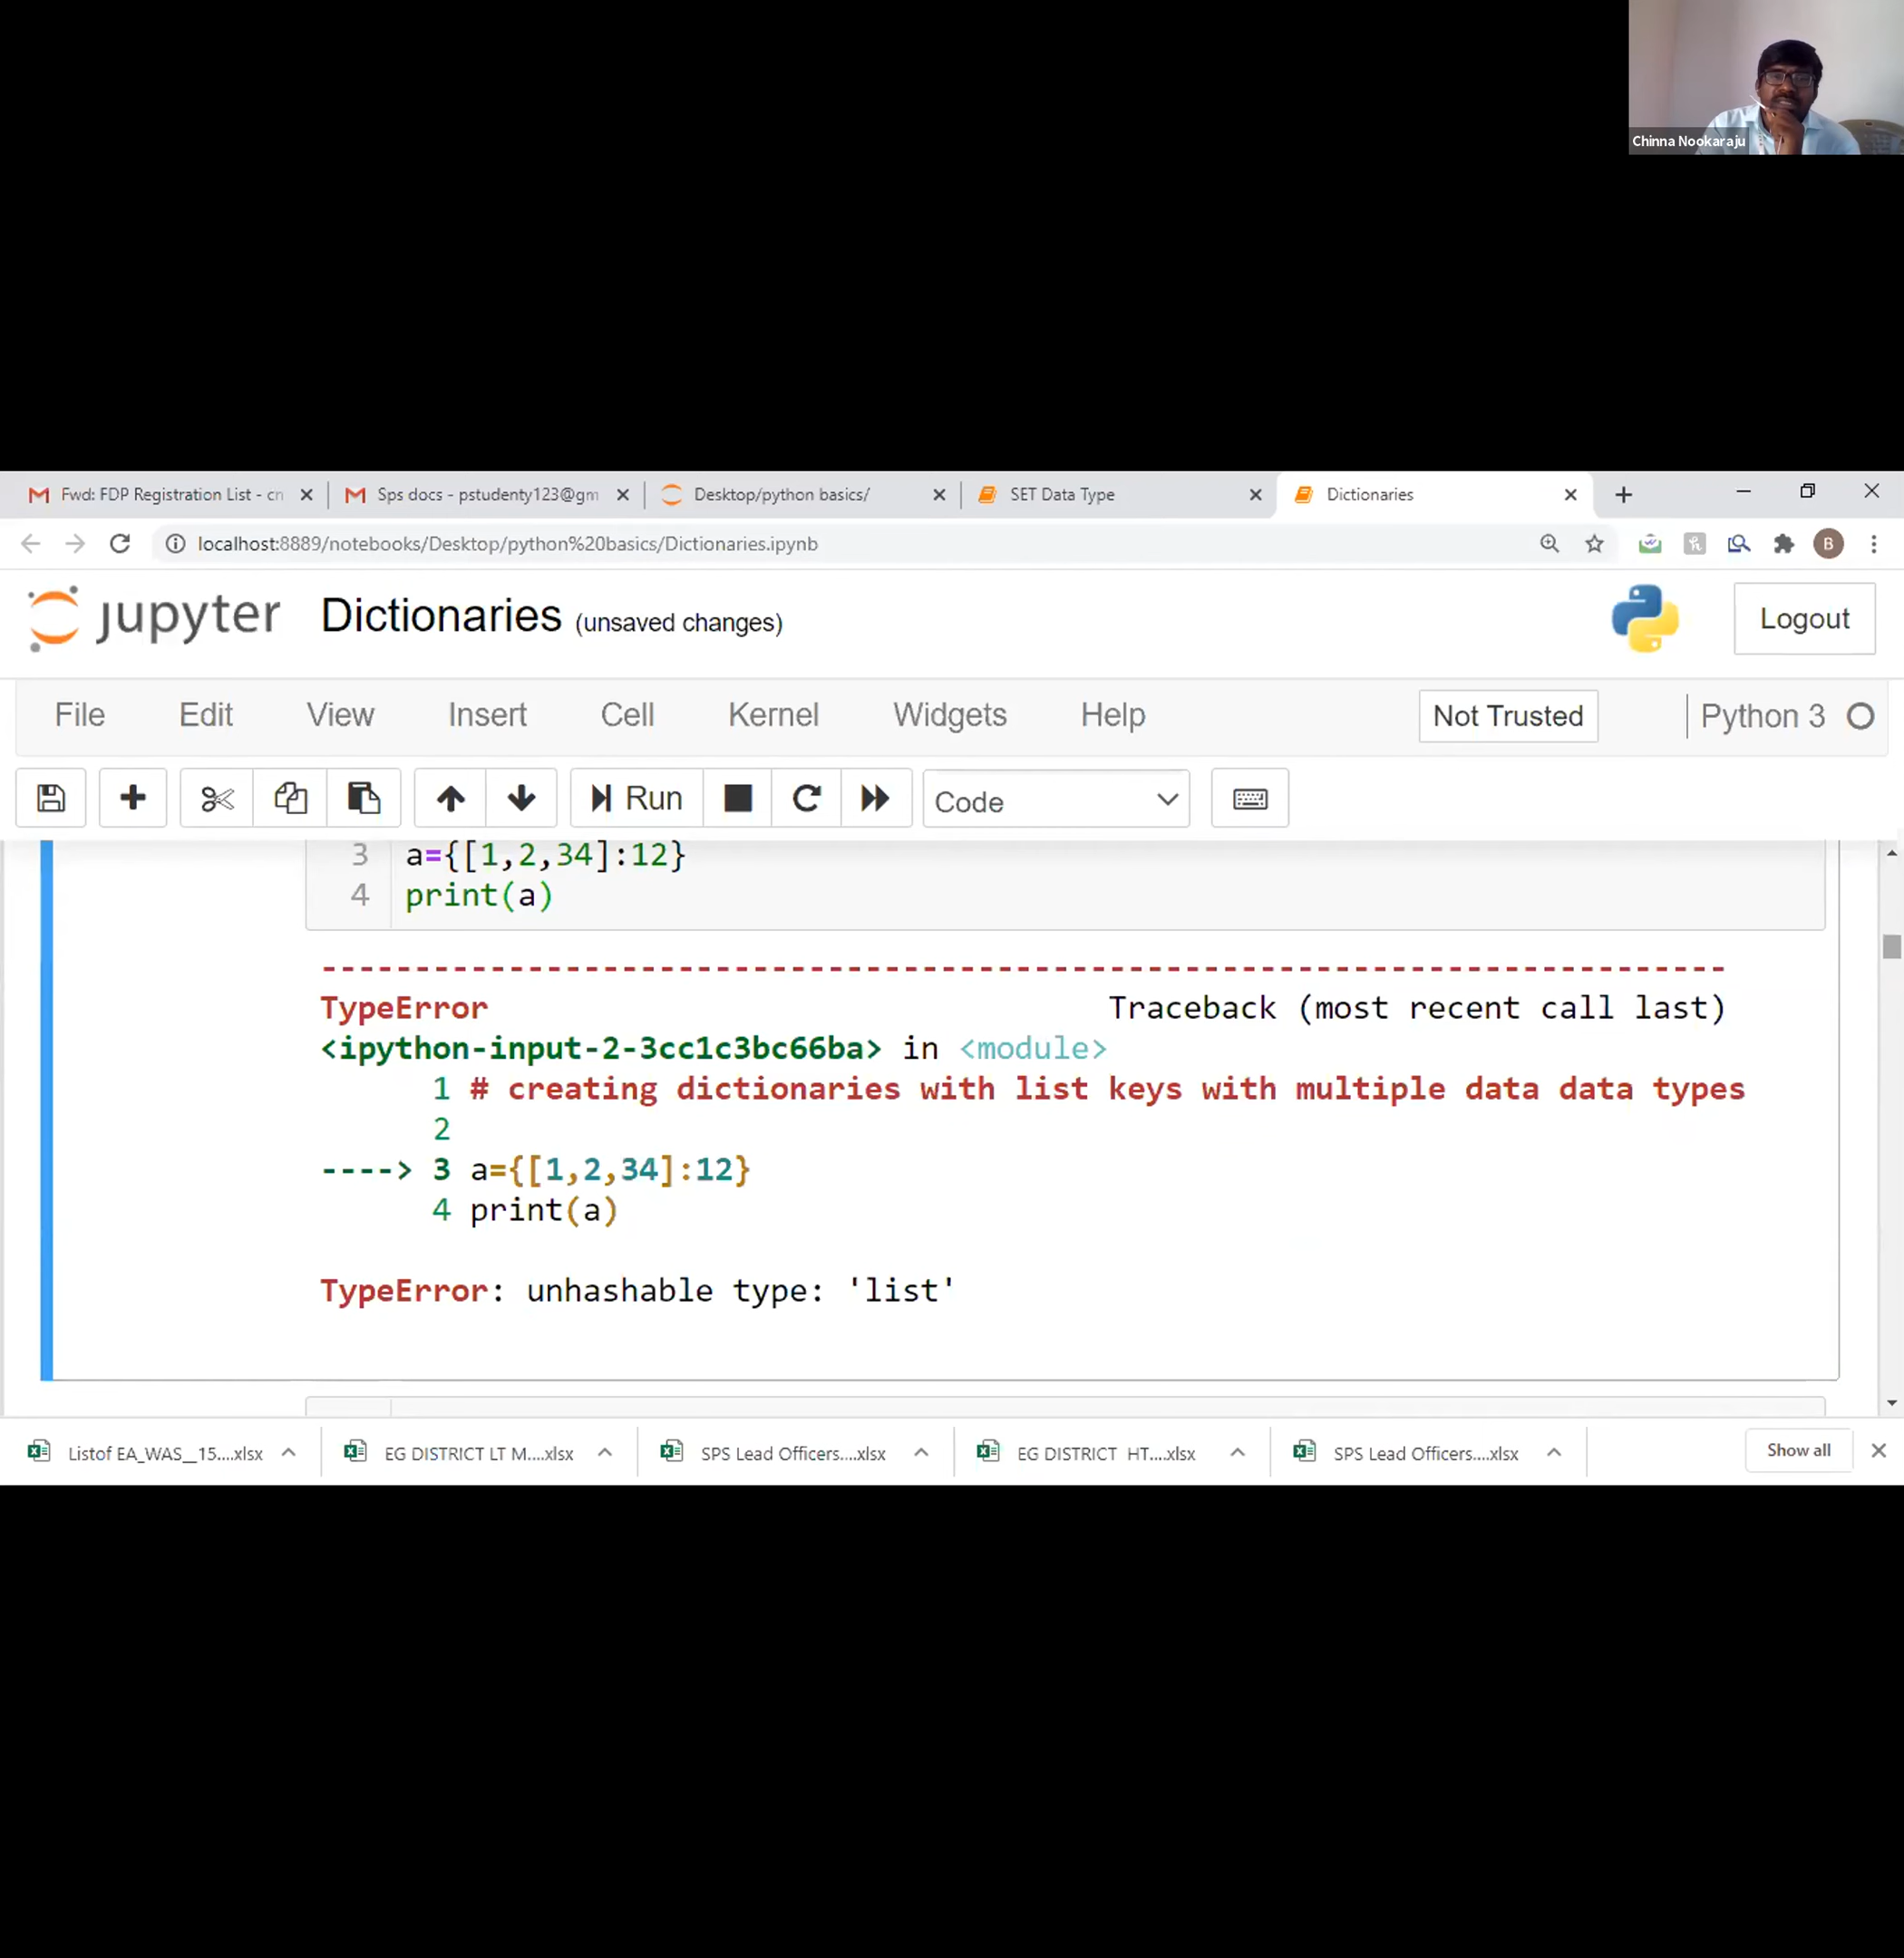 Chinna Nookaraju
Fwd: FDP Registration List - cn
Sps docs - pstudenty123@gm
Desktop/python basics/
SET Data Type
Dictionaries
localhost:8889/notebooks/Desktop/python%20basics/Dictionaries.ipynb
B
jupyter
Dictionaries (unsaved changes)
Logout
File Edit View Insert Cell Kernel Widgets Help
Not Trusted
Python 3
Run
Code
3 a={[1,2,34]:12}
4 print(a)
---------------------------------------------------------------------------
TypeError Traceback (most recent call last)
<ipython-input-2-3cc1c3bc66ba> in <module>
1 # creating dictionaries with list keys with multiple data data types
2
----> 3 a={[1,2,34]:12}
4 print(a)
TypeError: unhashable type: 'list'
Listof EA_WAS__15....xlsx
EG DISTRICT LT M....xlsx
SPS Lead Officers....xlsx
EG DISTRICT HT....xlsx
SPS Lead Officers....xlsx
Show all